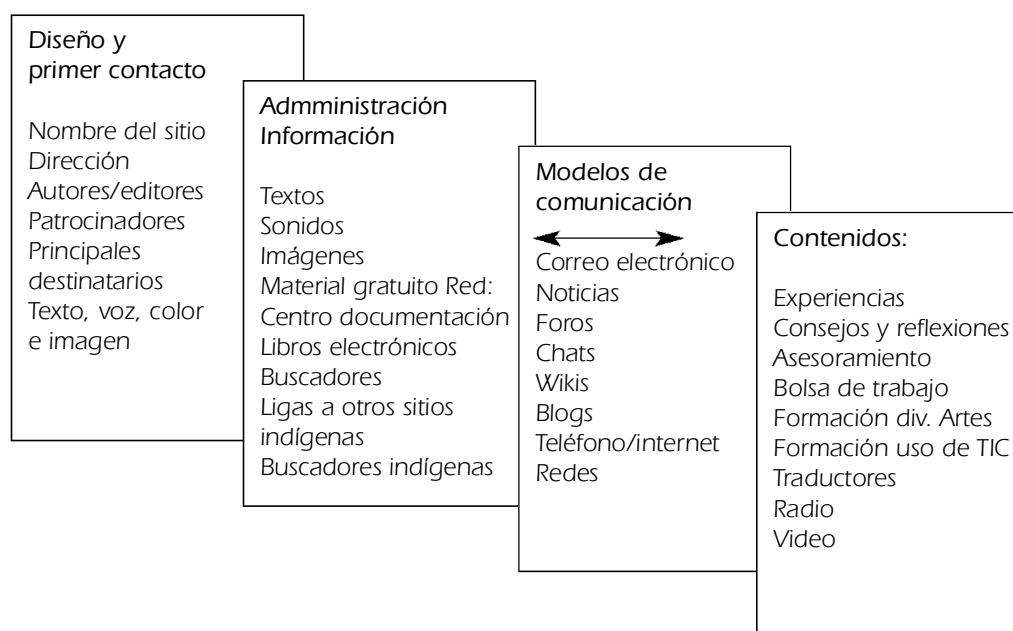 Diseño y
primer contacto
Nombre del sitio
Dirección
Autores/editores
Patrocinadores
Principales
destinatarios
Texto, voz, color
e imagen
Admministración
Información
Textos
Sonidos
Imágenes
Material gratuito Red:
Centro documentación
Libros electrónicos
Buscadores
Ligas a otros sitios
indígenas
Buscadores indígenas
Modelos de
comunicación
Correo electrónico
Noticias
Foros
Chats
Wikis
Blogs
Teléfono/internet
Redes
Contenidos:
Experiencias
Consejos y reflexiones
Asesoramiento
Bolsa de trabajo
Formación div. Artes
Formación uso de TIC
Traductores
Radio
Video